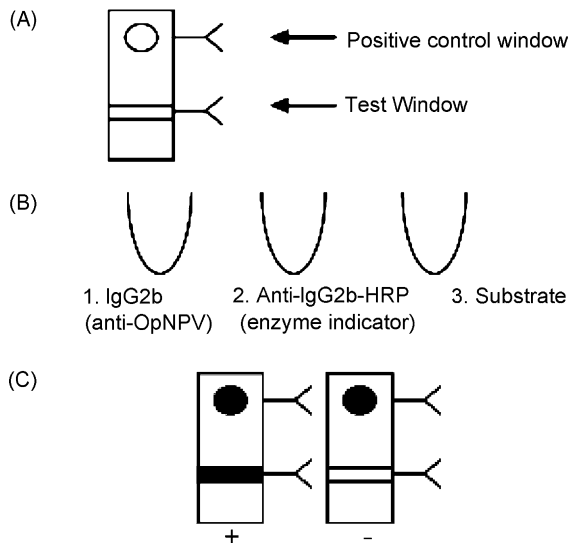 (A)
Positive control window
Test Window
(B)
1. IgG2b
(anti-OpNPV)
2. Anti-IgG2b-HRP
(enzyme indicator)
3. Substrate
(C)
+
-